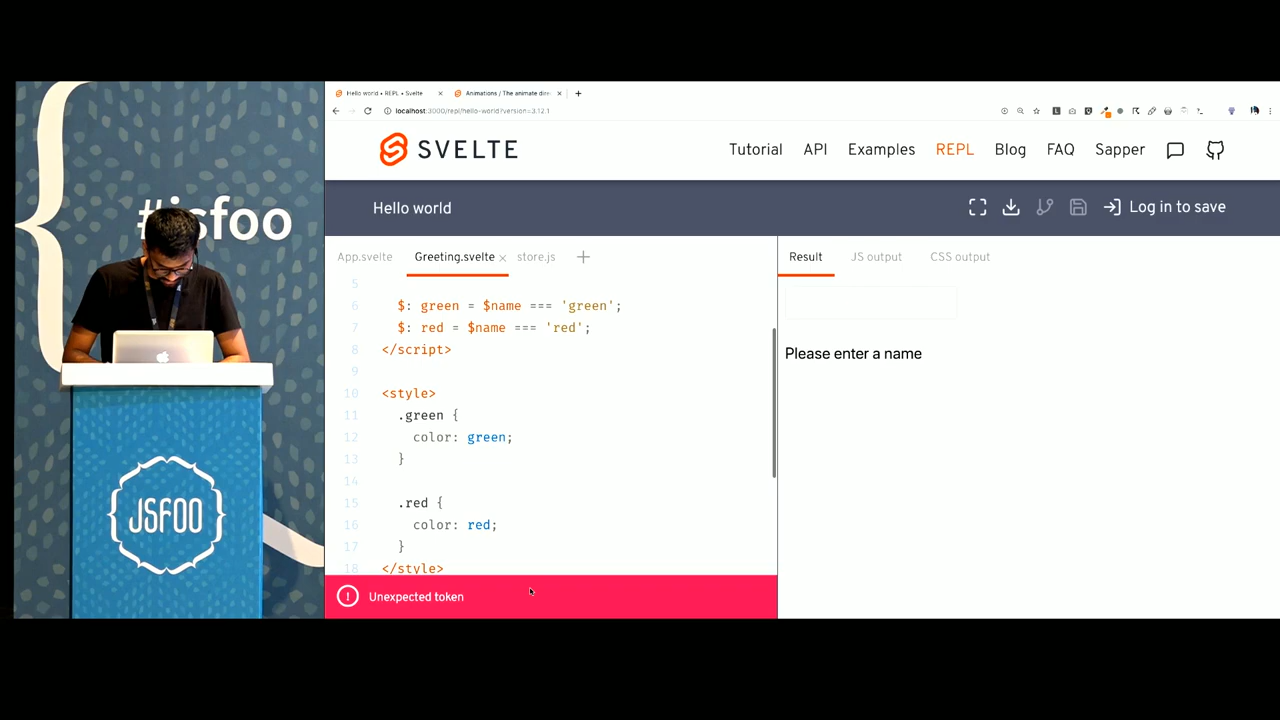 #jsfoo
JSFOO
Hello world • REPL • Svelte
Animations / The animate dire
localhost:3000/repl/hello-world?version=3.12.1
SVELTE
Tutorial API Examples REPL Blog FAQ Sapper
Hello world
Log in to save
App.svelte Greeting.svelte store.js
Result JS output CSS output
5
6 $: green = $name === 'green';
7 $: red = $name === 'red';
8 </script>
9
10 <style>
11 .green {
12 color: green;
13 }
14
15 .red {
16 color: red;
17 }
18 </style>
Unexpected token
Please enter a name